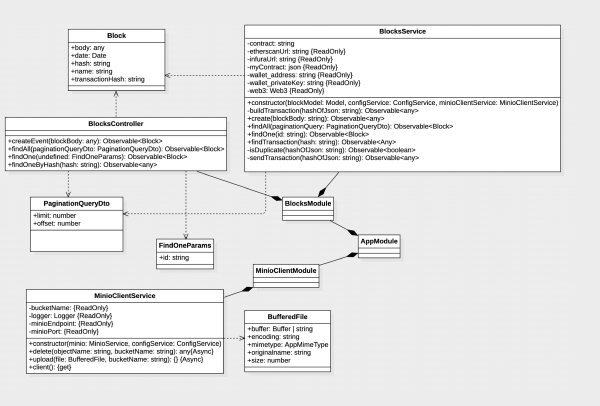 Block
+body: any
+date: Date
+hash: string
+name: string
+transactionHash: string
BlocksService
-contract: string
-etherscanUrl: string {ReadOnly}
-infuraUrl: string {ReadOnly}
-myContract: json {ReadOnly}
-wallet_address: string {ReadOnly}
-wallet_privateKey: string {ReadOnly}
-web3: Web3 {ReadOnly}
+constructor(blockModel: Model, configService: ConfigService, minioClientService: MinioClientService)
-buildTransaction(hashOfJson: string): Observable<any>
+create(blockBody: string): Observable<any>
+findAll(paginationQuery: PaginationQueryDto): Observable<Block>
+findOne(id: string): Observable<Block>
+findTransaction(hash: string): Observable<Any>
-isDuplicate(hashOfJson: string):Observable<boolean>
-sendTransaction(hashOfJson: string): Observable<any>
BlocksController
+createEvent(blockBody: any): Observable<Block>
+findAll(paginationQueryDto: PaginationQueryDto): Observable<Block>
+findOne(undefined: FindOneParams): Observable<Block>
+findOneByHash(hash: string): Observable<any>
PaginationQueryDto
+limit: number
+offset: number
BlocksModule
FindOneParams
+id: string
AppModule
MinioClientModule
MinioClientService
-bucketName: {ReadOnly}
-logger: Logger {ReadOnly}
-minioEndpoint: {ReadOnly}
-minioPort: {ReadOnly}
+constructor(minio: MinioService, configService: ConfigService)
+delete(objectName: string, bucketName: string): any{Async}
+upload(file: BufferedFile, bucketName: string): {} {Async}
+client(): {get}
BufferedFile
+buffer: Buffer | string
+encoding: string
+mimetype: AppMimeType
+originalname: string
+size: number